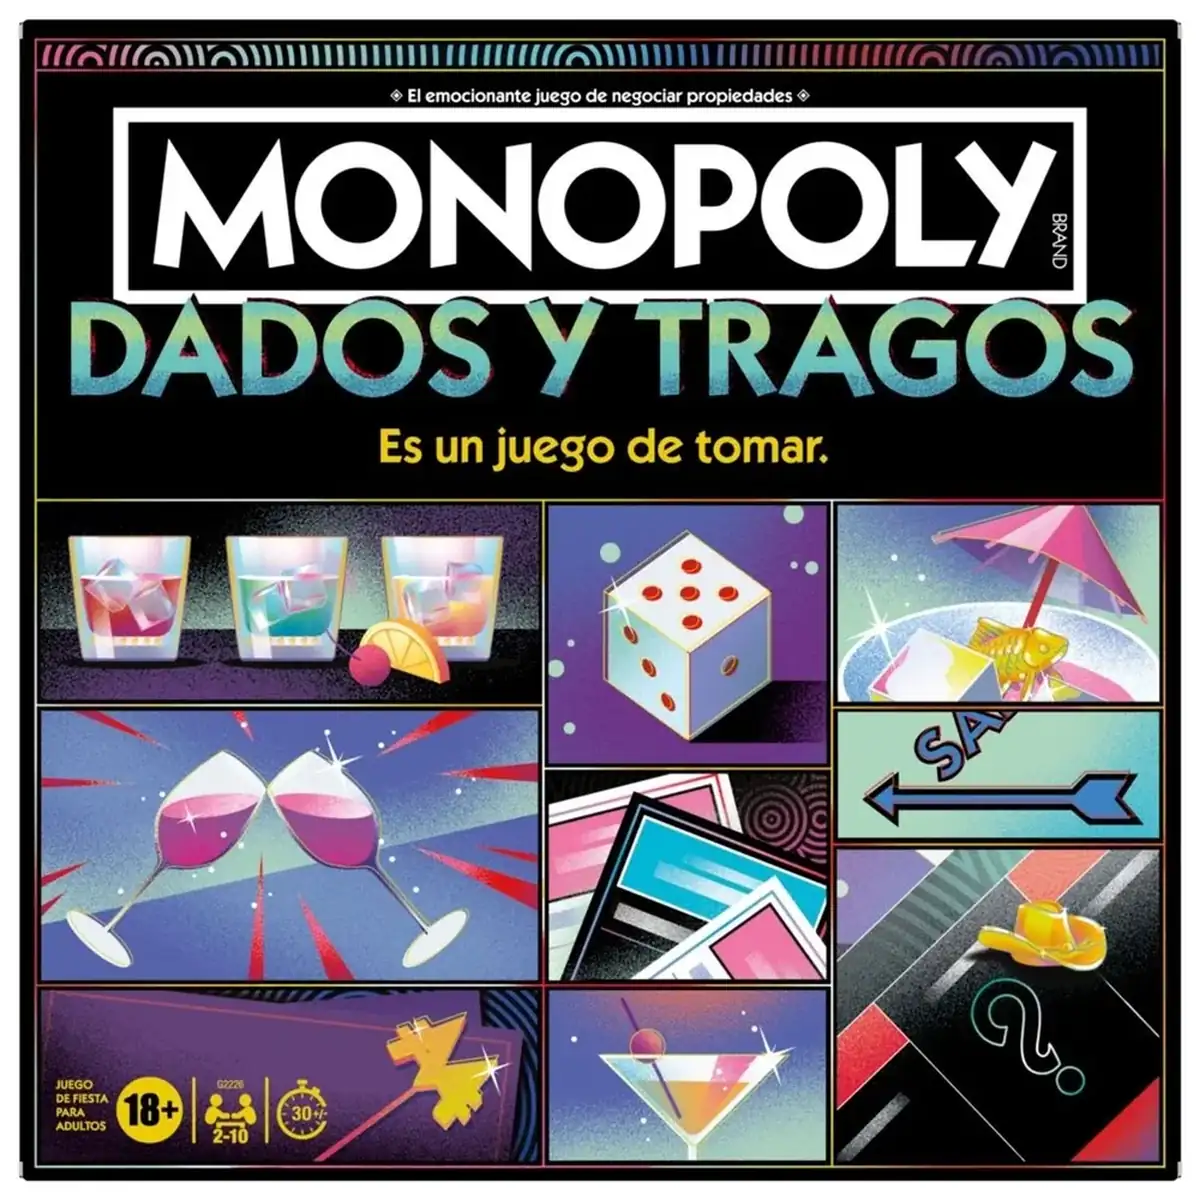 El emocionante juego de negociar propiedades
MONOPOLY
BRAND
DADOS Y TRAGOS
Es un juego de tomar.
SA
JUEGO
DE FIESTA
PARA
ADULTOS
18+
G2226
2-10
30+/-
?